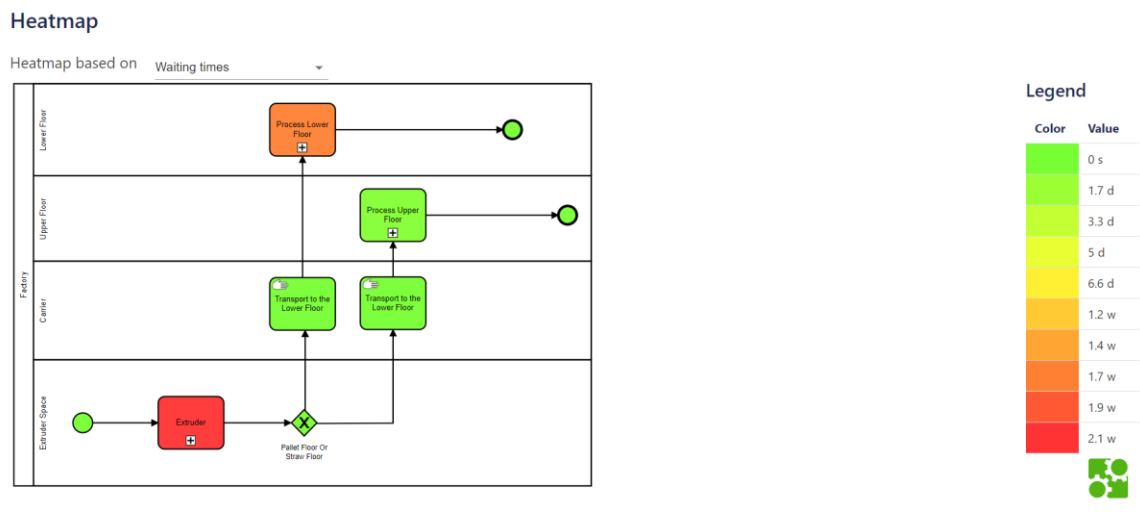 Heatmap
Heatmap based on Waiting times
Lower Floor
Process Lower
Floor
Upper Floor
Process Upper
Floor
Factory
Carrier
Transport to the
Lower Floor
Transport to the
Lower Floor
Extruder Space
Extruder
X
Pallet Floor Or
Straw Floor
Legend
Color Value
0 s
1.7 d
3.3 d
5 d
6.6 d
1.2 w
1.4 w
1.7 w
1.9 w
2.1 w